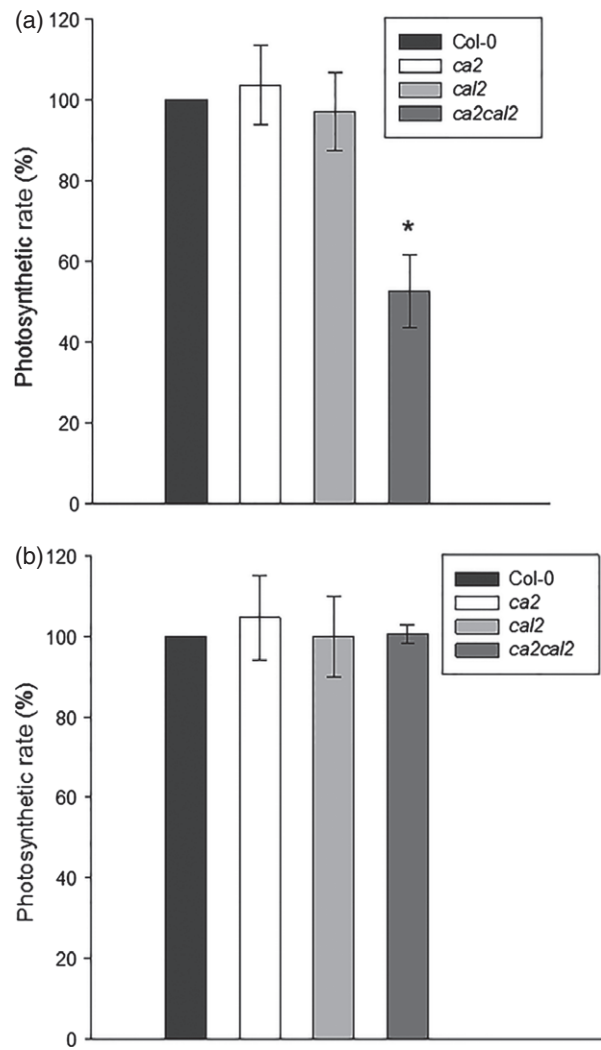 (a)
120
100
80
60
40
20
0
Photosynthetic rate (%)
Col-0
ca2
cal2
ca2cal2
*
(b)
120
100
80
60
40
20
0
Photosynthetic rate (%)
Col-0
ca2
cal2
ca2cal2